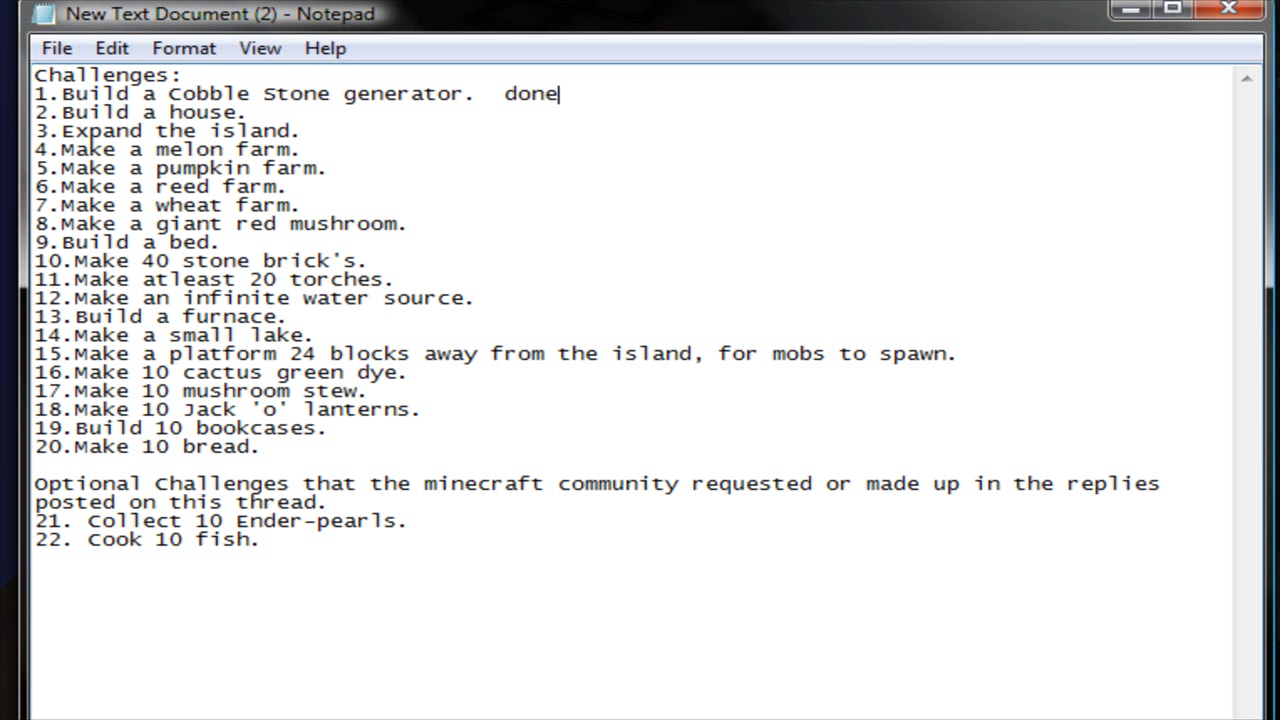 New Text Document (2) - Notepad
File Edit Format View Help
Challenges:
1.Build a Cobble Stone generator.  done
2.Build a house.
3.Expand the island.
4.Make a melon farm.
5.Make a pumpkin farm.
6.Make a reed farm.
7.Make a wheat farm.
8.Make a giant red mushroom.
9.Build a bed.
10.Make 40 stone brick's.
11.Make atleast 20 torches.
12.Make an infinite water source.
13.Build a furnace.
14.Make a small lake.
15.Make a platform 24 blocks away from the island, for mobs to spawn.
16.Make 10 cactus green dye.
17.Make 10 mushroom stew.
18.Make 10 Jack 'o' lanterns.
19.Build 10 bookcases.
20.Make 10 bread.
Optional Challenges that the minecraft community requested or made up in the replies
posted on this thread.
21. Collect 10 Ender-pearls.
22. Cook 10 fish.